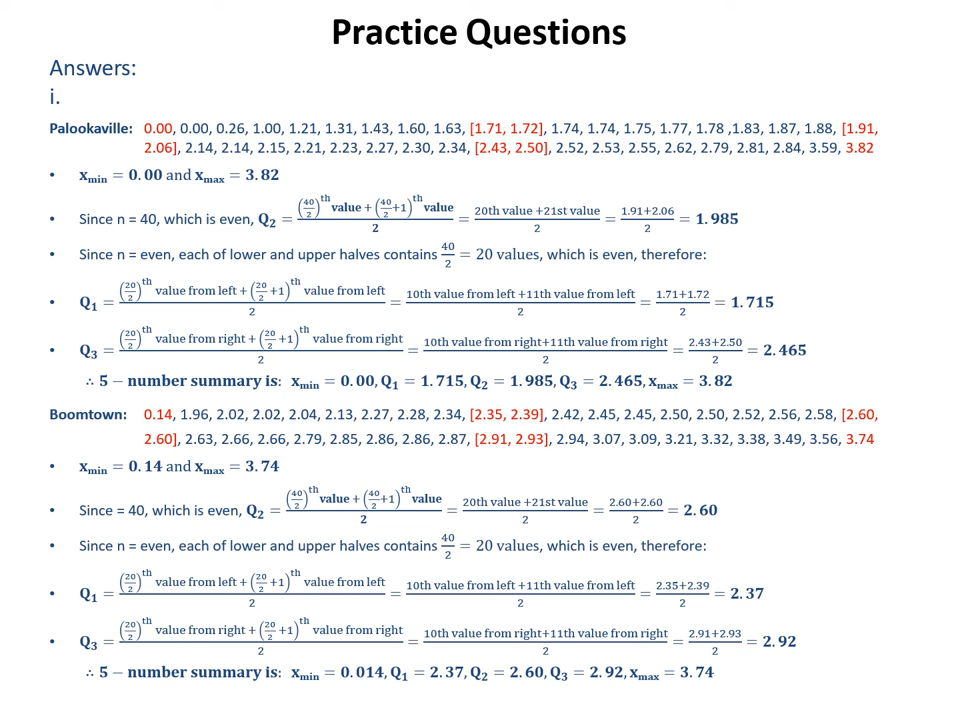 Practice Questions
Answers:
i.
Palookaville: 0.00, 0.00, 0.26, 1.00, 1.21, 1.31, 1.43, 1.60, 1.63, [1.71, 1.72], 1.74, 1.74, 1.75, 1.77, 1.78 ,1.83, 1.87, 1.88, [1.91,
2.06], 2.14, 2.14, 2.15, 2.21, 2.23, 2.27, 2.30, 2.34, [2.43, 2.50], 2.52, 2.53, 2.55, 2.62, 2.79, 2.81, 2.84, 3.59, 3.82
• x_min = 0.00 and x_max = 3.82
• Since n = 40, which is even, Q_2 = ((40/2)^th value + (40/2 +1)^th value)/2 = (20th value +21st value)/2 = (1.91+2.06)/2 = 1.985
• Since n = even, each of lower and upper halves contains 40/2 = 20 values, which is even, therefore:
• Q_1 = ((20/2)^th value from left + (20/2 +1)^th value from left)/2 = (10th value from left +11th value from left)/2 = (1.71+1.72)/2 = 1.715
• Q_3 = ((20/2)^th value from right + (20/2 +1)^th value from right)/2 = (10th value from right+11th value from right)/2 = (2.43+2.50)/2 = 2.465
∴ 5 − number summary is: x_min = 0.00, Q_1 = 1.715, Q_2 = 1.985, Q_3 = 2.465, x_max = 3.82
Boomtown: 0.14, 1.96, 2.02, 2.02, 2.04, 2.13, 2.27, 2.28, 2.34, [2.35, 2.39], 2.42, 2.45, 2.45, 2.50, 2.50, 2.52, 2.56, 2.58, [2.60,
2.60], 2.63, 2.66, 2.66, 2.79, 2.85, 2.86, 2.86, 2.87, [2.91, 2.93], 2.94, 3.07, 3.09, 3.21, 3.32, 3.38, 3.49, 3.56, 3.74
• x_min = 0.14 and x_max = 3.74
• Since = 40, which is even, Q_2 = ((40/2)^th value + (40/2 +1)^th value)/2 = (20th value +21st value)/2 = (2.60+2.60)/2 = 2.60
• Since n = even, each of lower and upper halves contains 40/2 = 20 values, which is even, therefore:
• Q_1 = ((20/2)^th value from left + (20/2 +1)^th value from left)/2 = (10th value from left +11th value from left)/2 = (2.35+2.39)/2 = 2.37
• Q_3 = ((20/2)^th value from right + (20/2 +1)^th value from right)/2 = (10th value from right+11th value from right)/2 = (2.91+2.93)/2 = 2.92
∴ 5 − number summary is: x_min = 0.014, Q_1 = 2.37, Q_2 = 2.60, Q_3 = 2.92, x_max = 3.74